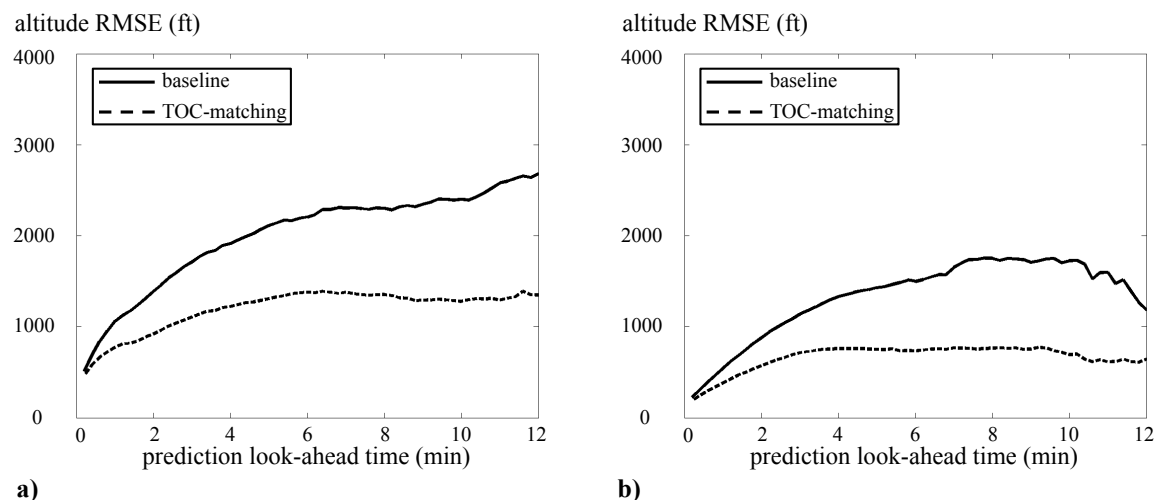 altitude RMSE (ft)
4000
3000
2000
1000
0
baseline
TOC-matching
0 2 4 6 8 10 12
prediction look-ahead time (min)
a)
altitude RMSE (ft)
4000
3000
2000
1000
0
baseline
TOC-matching
0 2 4 6 8 10 12
prediction look-ahead time (min)
b)